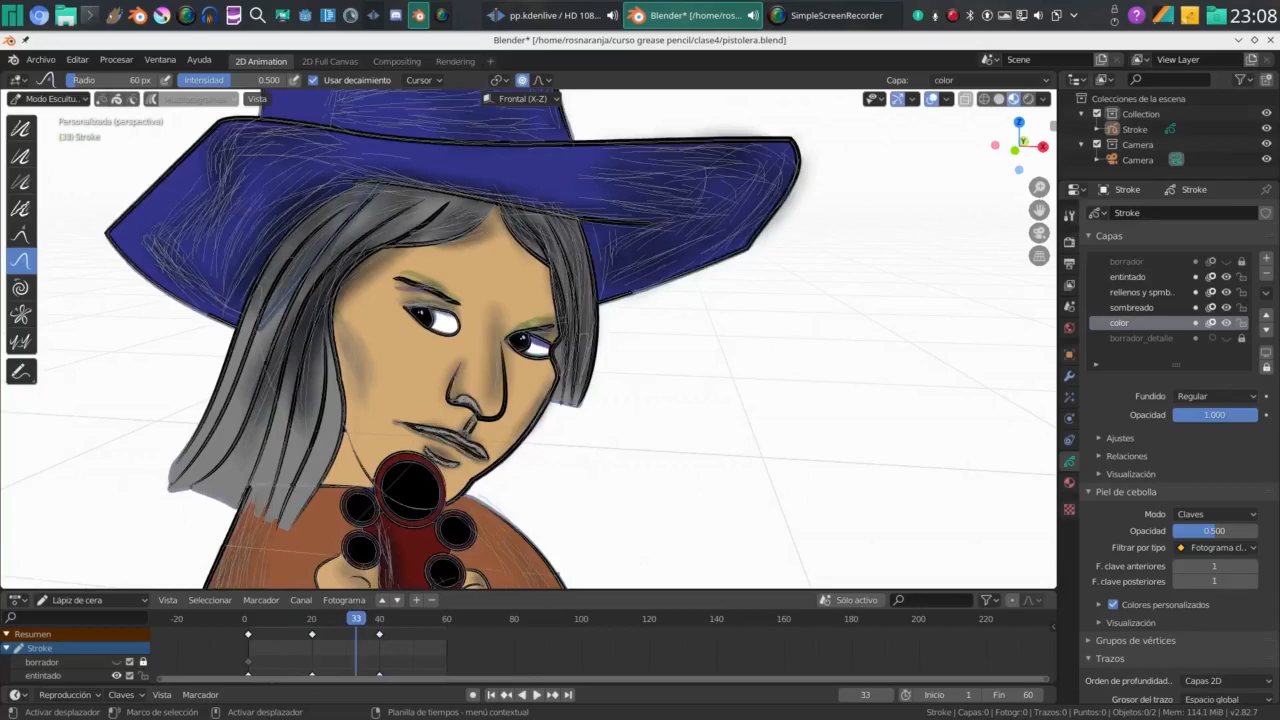 pp.kdenlive / HD 108...
Blender* [/home/ros...
SimpleScreenRecorder
23:08
Blender* [/home/rosnaranja/curso grease pencil/clase4/pistolera.blend]
Archivo
Editar
Procesar
Ventana
Ayuda
2D Animation
2D Full Canvas
Compositing
Rendering
Scene
View Layer
Radio
60 px
Intensidad
0.500
Usar decaimiento
Cursor
Capa:
color
Modo Escultu...
Vista
Frontal (X-Z)
Personalizada (perspectiva)
(33) Stroke
Z
Y
X
Colecciones de la escena
Collection
Stroke
Camera
Camera
Stroke
Stroke
Stroke
Capas
borrador
entintado
rellenos y spmb..
sombreado
color
borrador_detalle
Fundido
Regular
Opacidad
1.000
Ajustes
Relaciones
Visualización
Piel de cebolla
Modo
Claves
Opacidad
0.500
Filtrar por tipo
Fotograma cl...
F. clave anteriores
1
F. clave posteriores
1
Colores personalizados
Visualización
Grupos de vértices
Trazos
Orden de profundidad...
Capas 2D
Grosor del trazo
Espacio global
Lápiz de cera
Vista
Seleccionar
Marcador
Canal
Fotograma
Sólo activo
-20
0
20
33
40
60
80
100
120
140
160
180
200
220
Resumen
Stroke
borrador
entintado
Reproducción
Claves
Vista
Marcador
33
Inicio
1
Fin
60
Activar desplazador
Marco de selección
Activar desplazador
Planilla de tiempos - menú contextual
Stroke | Capas:0 | Fotogr:0 | Trazos:0 | Puntos:0 | Objetos:0/2 | Mem: 114.1 MiB | v2.82.7